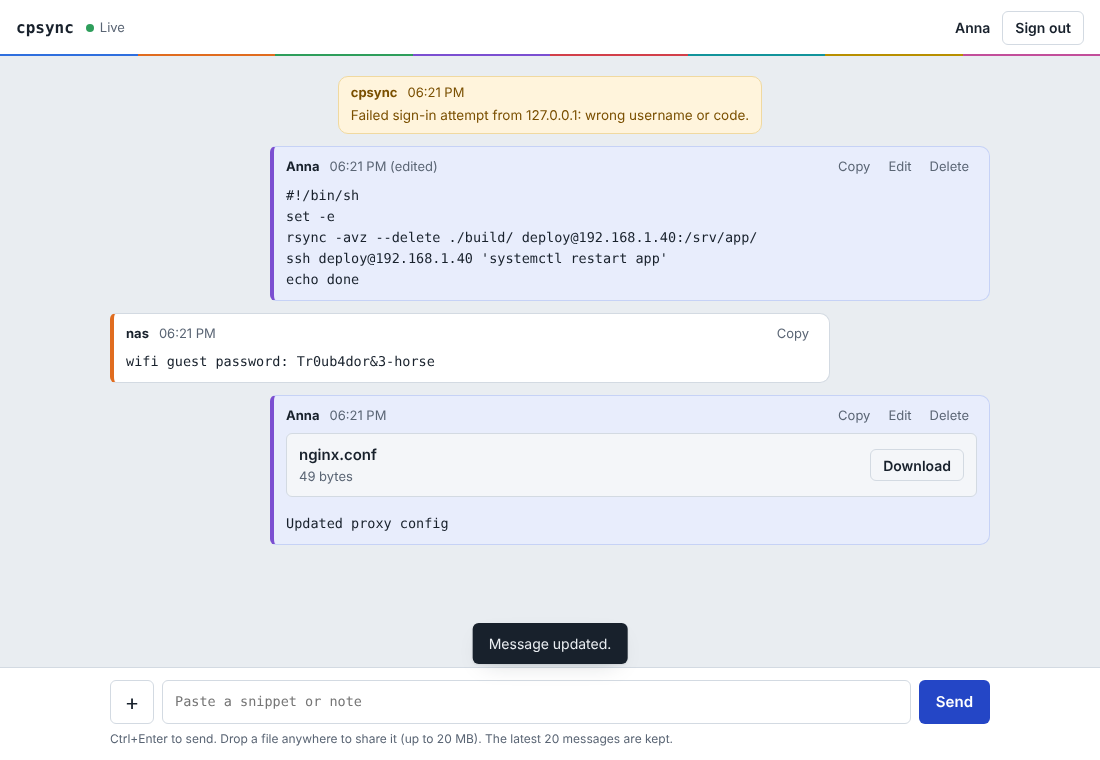 cpsync Live Anna Sign out
cpsync 06:21 PM
Failed sign-in attempt from 127.0.0.1: wrong username or code.
Anna 06:21 PM (edited) Copy Edit Delete
#!/bin/sh
set -e
rsync -avz --delete ./build/ deploy@192.168.1.40:/srv/app/
ssh deploy@192.168.1.40 'systemctl restart app'
echo done
nas 06:21 PM Copy
wifi guest password: Tr0ub4dor&3-horse
Anna 06:21 PM Copy Edit Delete
nginx.conf
49 bytes
Download
Updated proxy config
Message updated.
+ Paste a snippet or note Send
Ctrl+Enter to send. Drop a file anywhere to share it (up to 20 MB). The latest 20 messages are kept.